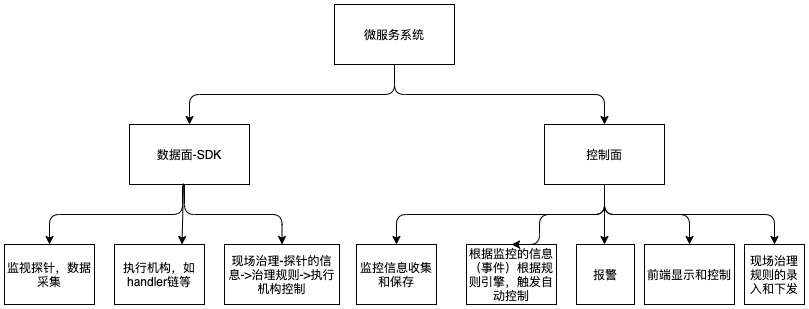 微服务系统
数据面-SDK
控制面
监视探针，数据
采集
执行机构，如
handler链等
现场治理-探针的信
息->治理规则->执行
机构控制
监控信息收集
和保存
根据监控的信息
（事件）根据规
则引擎，触发自
动控制
报警
前端显示和控制
现场治理
规则的录
入和下发